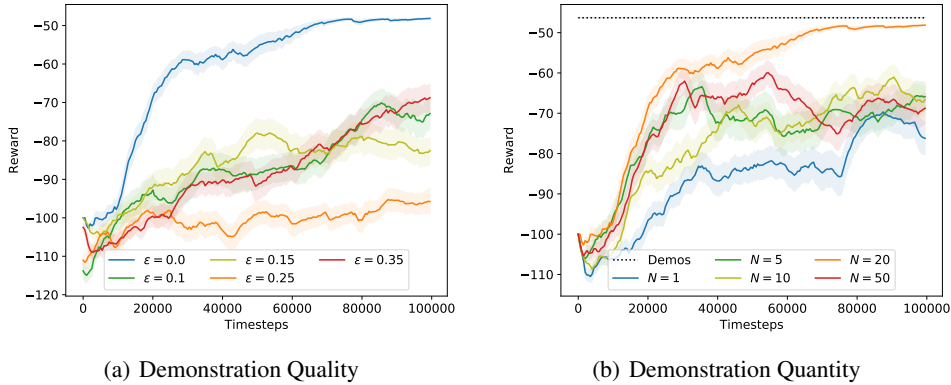 −50
−60
−70
−80
−90
−100
−110
−120
Reward
0 20000 40000 60000 80000 100000
Timesteps
ε = 0.0
ε = 0.1
ε = 0.15
ε = 0.25
ε = 0.35
(a) Demonstration Quality
−50
−60
−70
−80
−90
−100
−110
Reward
0 20000 40000 60000 80000 100000
Timesteps
Demos
N = 1
N = 5
N = 10
N = 20
N = 50
(b) Demonstration Quantity